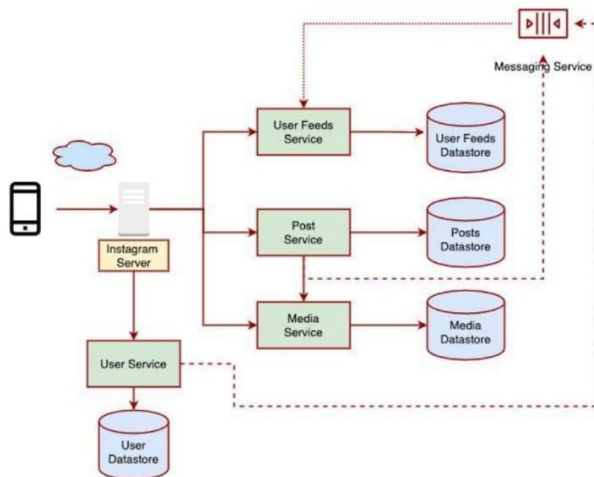 Messaging Service
User Feeds
Service
User Feeds
Datastore
Post
Service
Posts
Datastore
Instagram
Server
Media
Service
Media
Datastore
User Service
User
Datastore